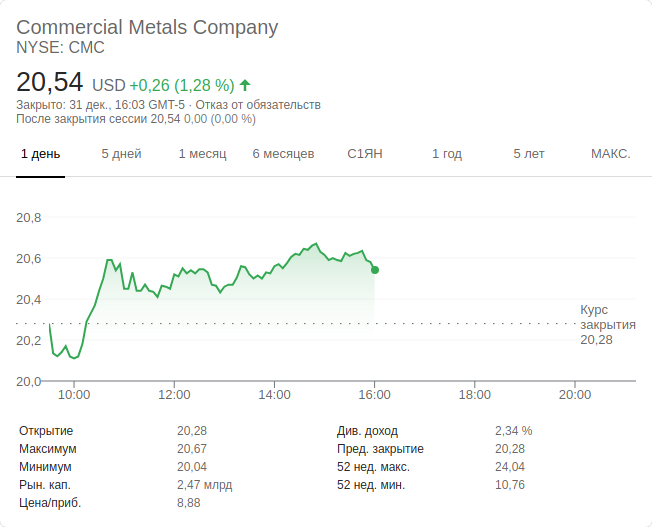 Commercial Metals Company
NYSE: CMC
20,54 USD +0,26 (1,28 %)
Закрыто: 31 дек., 16:03 GMT-5 · Отказ от обязательств
После закрытия сессии 20,54 0,00 (0,00 %)
1 день 5 дней 1 месяц 6 месяцев С1ЯН 1 год 5 лет МАКС.
20,8
20,6
20,4
20,2
20,0
Курс
закрытия
20,28
10:00 12:00 14:00 16:00 18:00 20:00
Открытие 20,28 Див. доход 2,34 %
Максимум 20,67 Пред. закрытие 20,28
Минимум 20,04 52 нед. макс. 24,04
Рын. кап. 2,47 млрд 52 нед. мин. 10,76
Цена/приб. 8,88